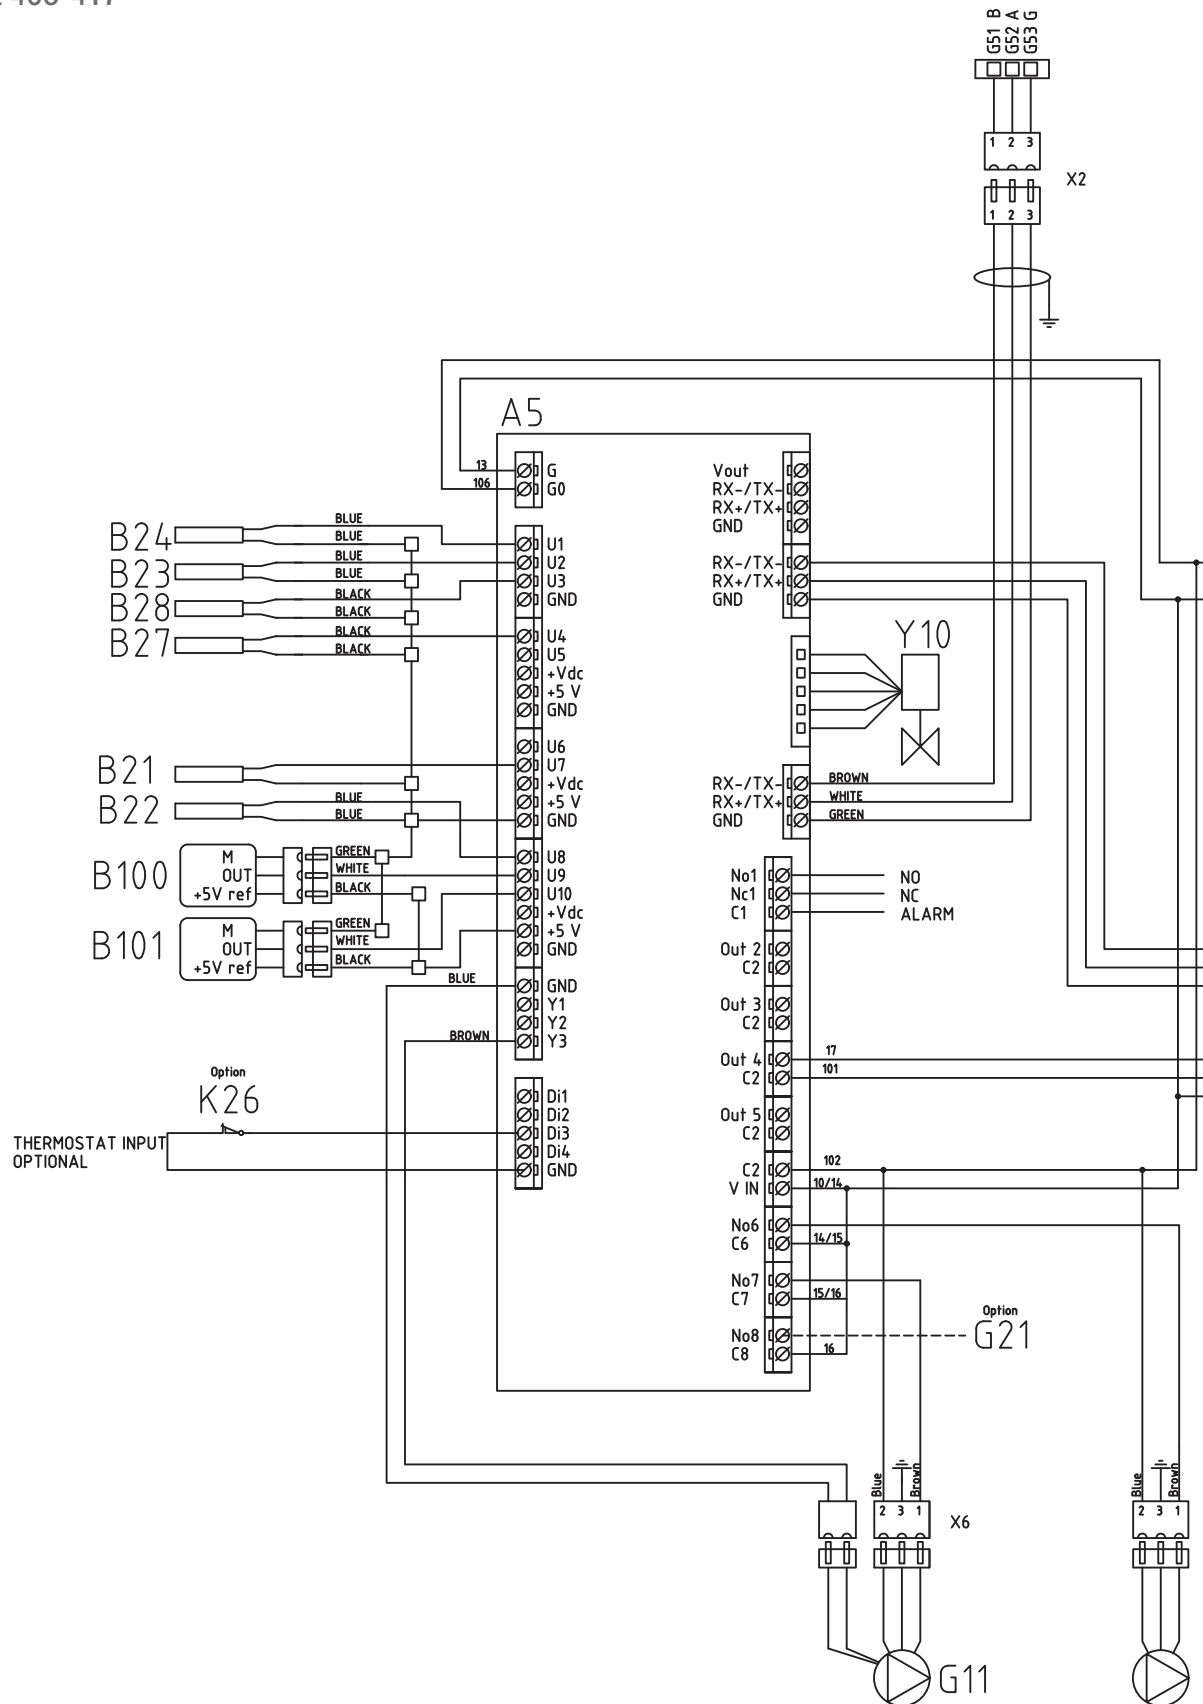 G51 B
G52 A
G53 G
1 2 3
X2
1 2 3
A5
13 G
106 G0
Vout
RX-/TX-
RX+/TX+
GND
B24 BLUE
BLUE
B23 BLUE
BLUE
B28 BLACK
BLACK
B27 BLACK
BLACK
U1
U2
U3
GND
U4
U5
+Vdc
+5 V
GND
RX-/TX-
RX+/TX+
GND
Y10
B21
B22 BLUE
BLUE
U6
U7
+Vdc
+5 V
GND
RX-/TX- BROWN
RX+/TX+ WHITE
GND GREEN
B100
M GREEN
OUT WHITE
+5V ref BLACK
B101
M GREEN
OUT WHITE
+5V ref BLACK
U8
U9
U10
+Vdc
+5 V
GND
BLUE GND
Y1
Y2
BROWN Y3
No1 NO
Nc1 NC
C1 ALARM
Out 2
C2
Out 3
C2
Out 4 17
C2 101
Out 5
C2
Option
K26
THERMOSTAT INPUT
OPTIONAL
Di1
Di2
Di3
Di4
GND
C2 102
V IN 10/14
No6
C6 14/15
No7
C7 15/16
No8
C8 16
Option
G21
Blue Brown
2 3 1
X6
Blue Brown
2 3 1
G11